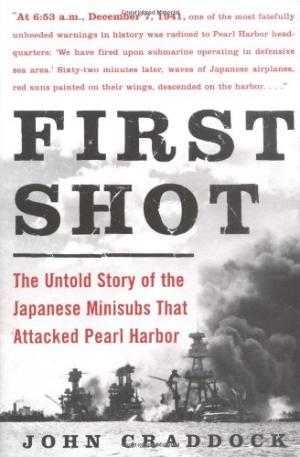 "At 6:53 a.m., December 7, 1941, one of the most fatefully
unheeded warnings in history was radioed to Pearl Harbor head-
quarters: 'We have fired upon submarine operating in defensive
sea area.' Sixty-two minutes later, waves of Japanese airplanes,
red suns painted on their wings, descended on the harbor. . . ."
FIRST
SHOT
The Untold Story of the
Japanese Minisubs That
Attacked Pearl Harbor
JOHN CRADDOCK